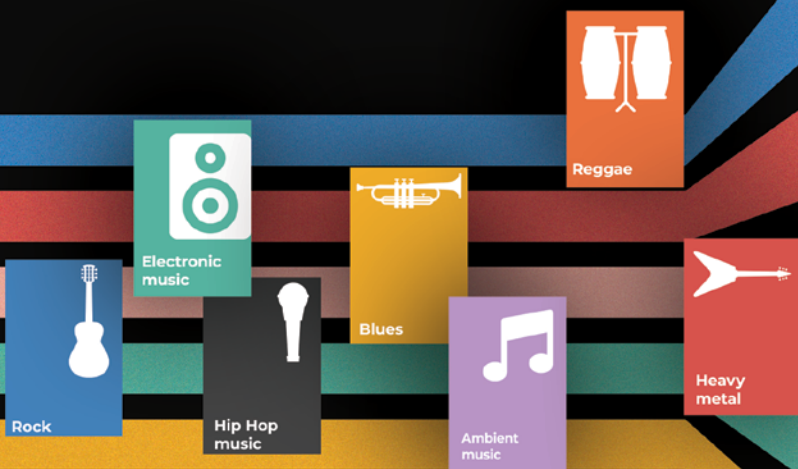 Reggae
Electronic
music
Blues
Rock
Hip Hop
music
Ambient
music
Heavy
metal